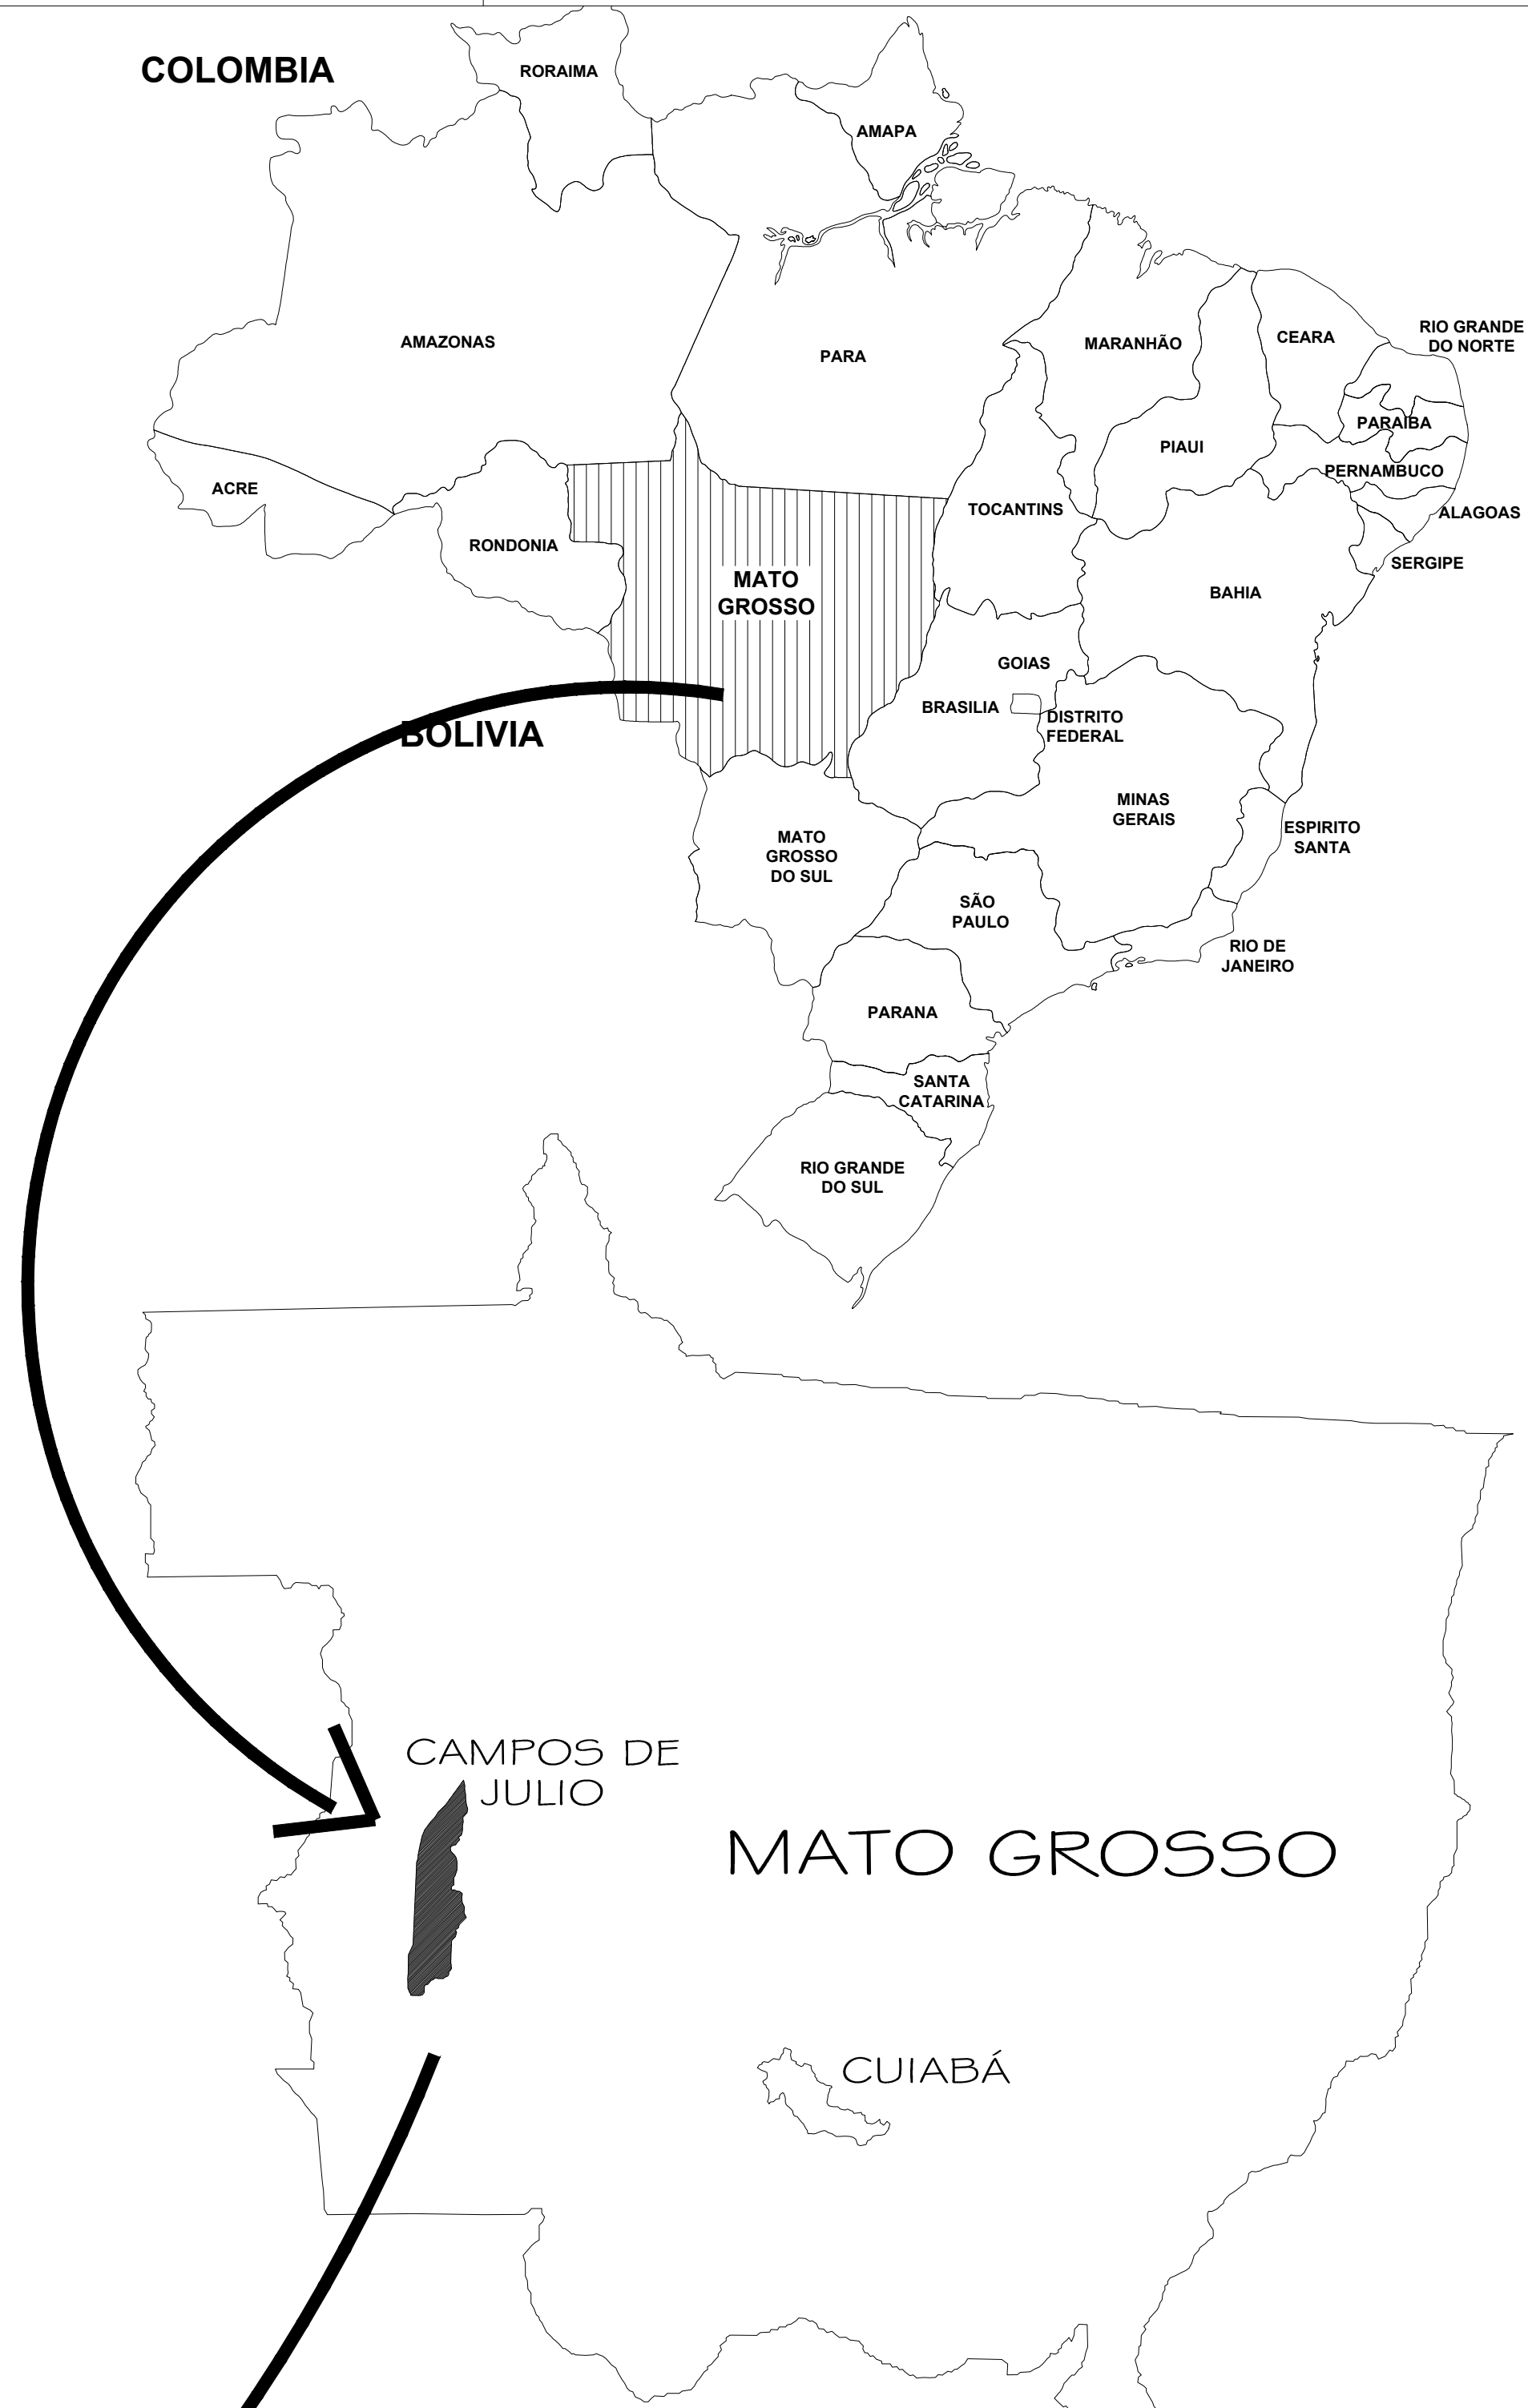 COLOMBIA
RORAIMA
AMAPA
AMAZONAS
PARA
MARANHÃO
CEARA
RIO GRANDE
DO NORTE
PARAIBA
PIAUI
PERNAMBUCO
ACRE
TOCANTINS
ALAGOAS
RONDONIA
SERGIPE
MATO
GROSSO
BAHIA
GOIAS
BRASILIA
DISTRITO
FEDERAL
BOLIVIA
MINAS
GERAIS
ESPIRITO
SANTA
MATO
GROSSO
DO SUL
SÃO
PAULO
RIO DE
JANEIRO
PARANA
SANTA
CATARINA
RIO GRANDE
DO SUL
CAMPOS DE
JULIO
MATO GROSSO
CUIABÁ